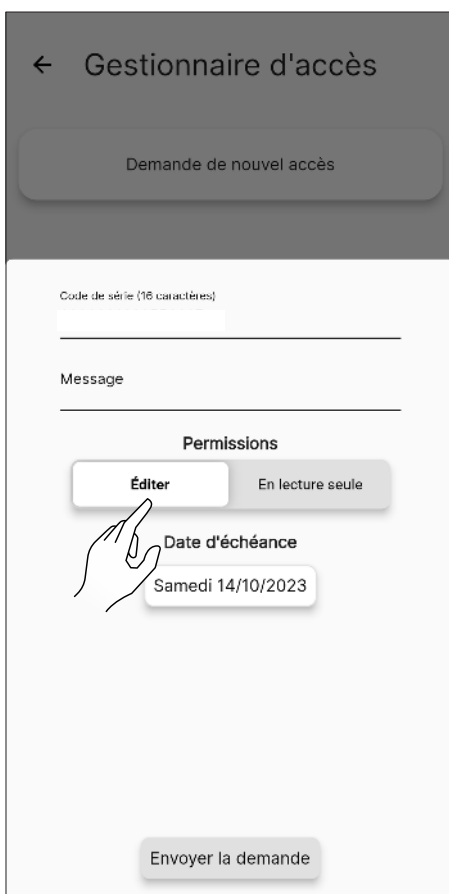 Gestionnaire d'accès
Demande de nouvel accès
Code de série (16 caractères)
Message
Permissions
Éditer
En lecture seule
Date d'échéance
Samedi 14/10/2023
Envoyer la demande